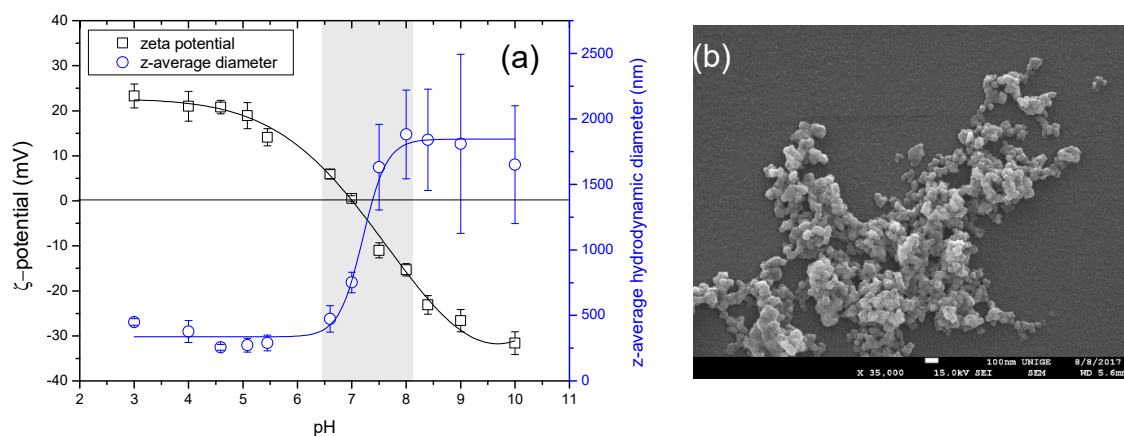 (a)
zeta potential
z-average diameter
ζ−potential (mV)
40
30
20
10
0
-10
-20
-30
-40
2 3 4 5 6 7 8 9 10 11
pH
2500
2000
1500
1000
500
0
z-average hydrodynamic diameter (nm)
(b)
100nm UNIGE 8/8/2017
X 35,000 15.0kV SEI SEM WD 5.6mm